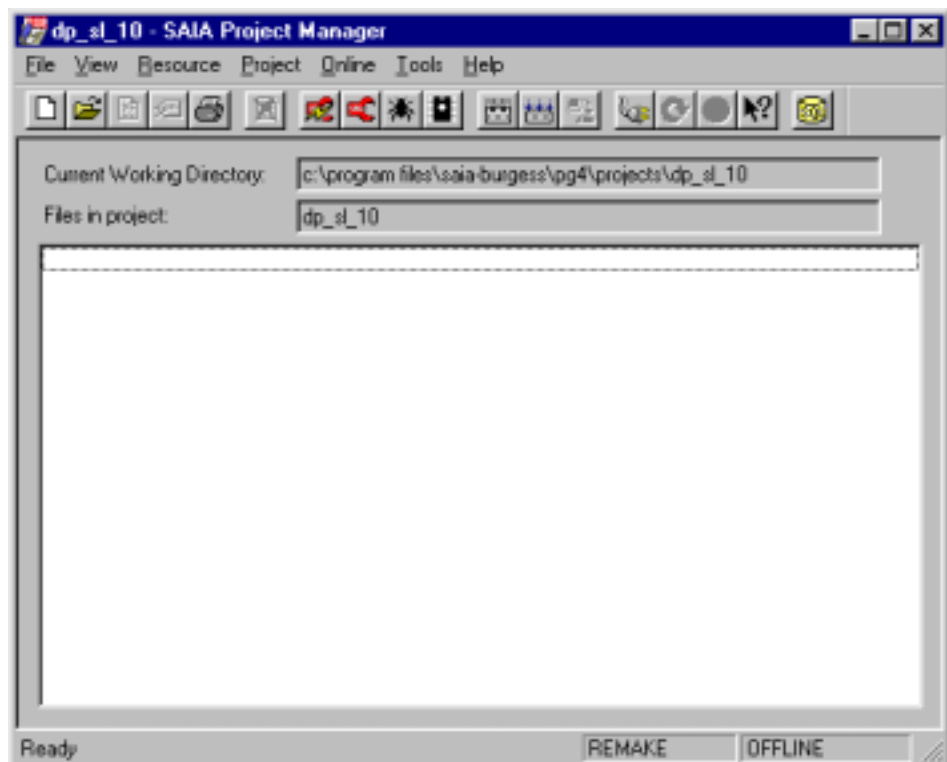 dp_sl_10 - SAIA Project Manager
File View Resource Project Online Tools Help
Current Working Directory: c:\program files\saia-burgess\pg4\projects\dp_sl_10
Files in project: dp_sl_10
Ready REMAKE OFFLINE